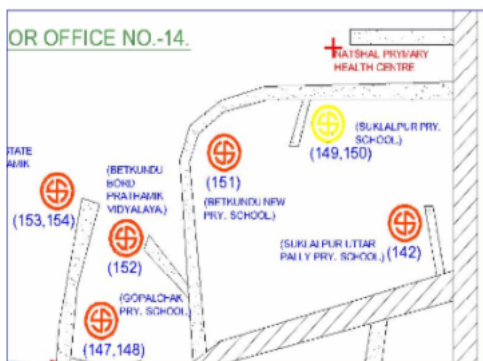 OR OFFICE NO.-14.
NATSHAL PRYMARY
HEALTH CENTRE
(SUKLALPUR PRY.
SCHOOL.)
(149,150)
STATE
AMIK
(153,154)
(BETKUNDU
BORD
PRATHAMIK
VIDYALAYA.)
(152)
(151)
(BETKUNDU NEW
PRY. SCHOOL.)
(SUKLALPUR UTTAR
PALLY PRY. SCHOOL.)
(142)
(GOPALCHAK
PRY. SCHOOL.)
(147,148)